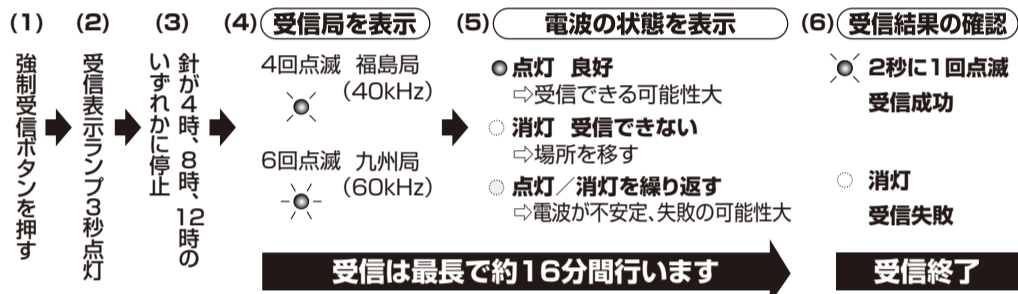 (1)
強制受信ボタンを押す
(2)
受信表示ランプ3秒点灯
(3)
針が4時、8時、12時の
いずれかに停止
(4) 受信局を表示
4回点滅 福島局
(40kHz)
6回点滅 九州局
(60kHz)
(5) 電波の状態を表示
点灯 良好
⇨受信できる可能性大
消灯 受信できない
⇨場所を移す
点灯/消灯を繰り返す
⇨電波が不安定、失敗の可能性大
受信は最長で約16分間行います
(6) 受信結果の確認
2秒に1回点滅
受信成功
消灯
受信失敗
受信終了